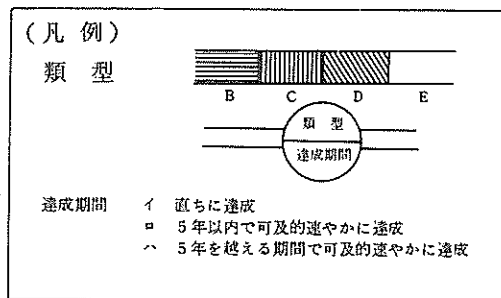 (凡例)
類型
B C D E
類型
達成期間
達成期間 イ 直ちに達成
ロ 5年以内で可及的速やかに達成
ハ 5年を越える期間で可及的速やかに達成